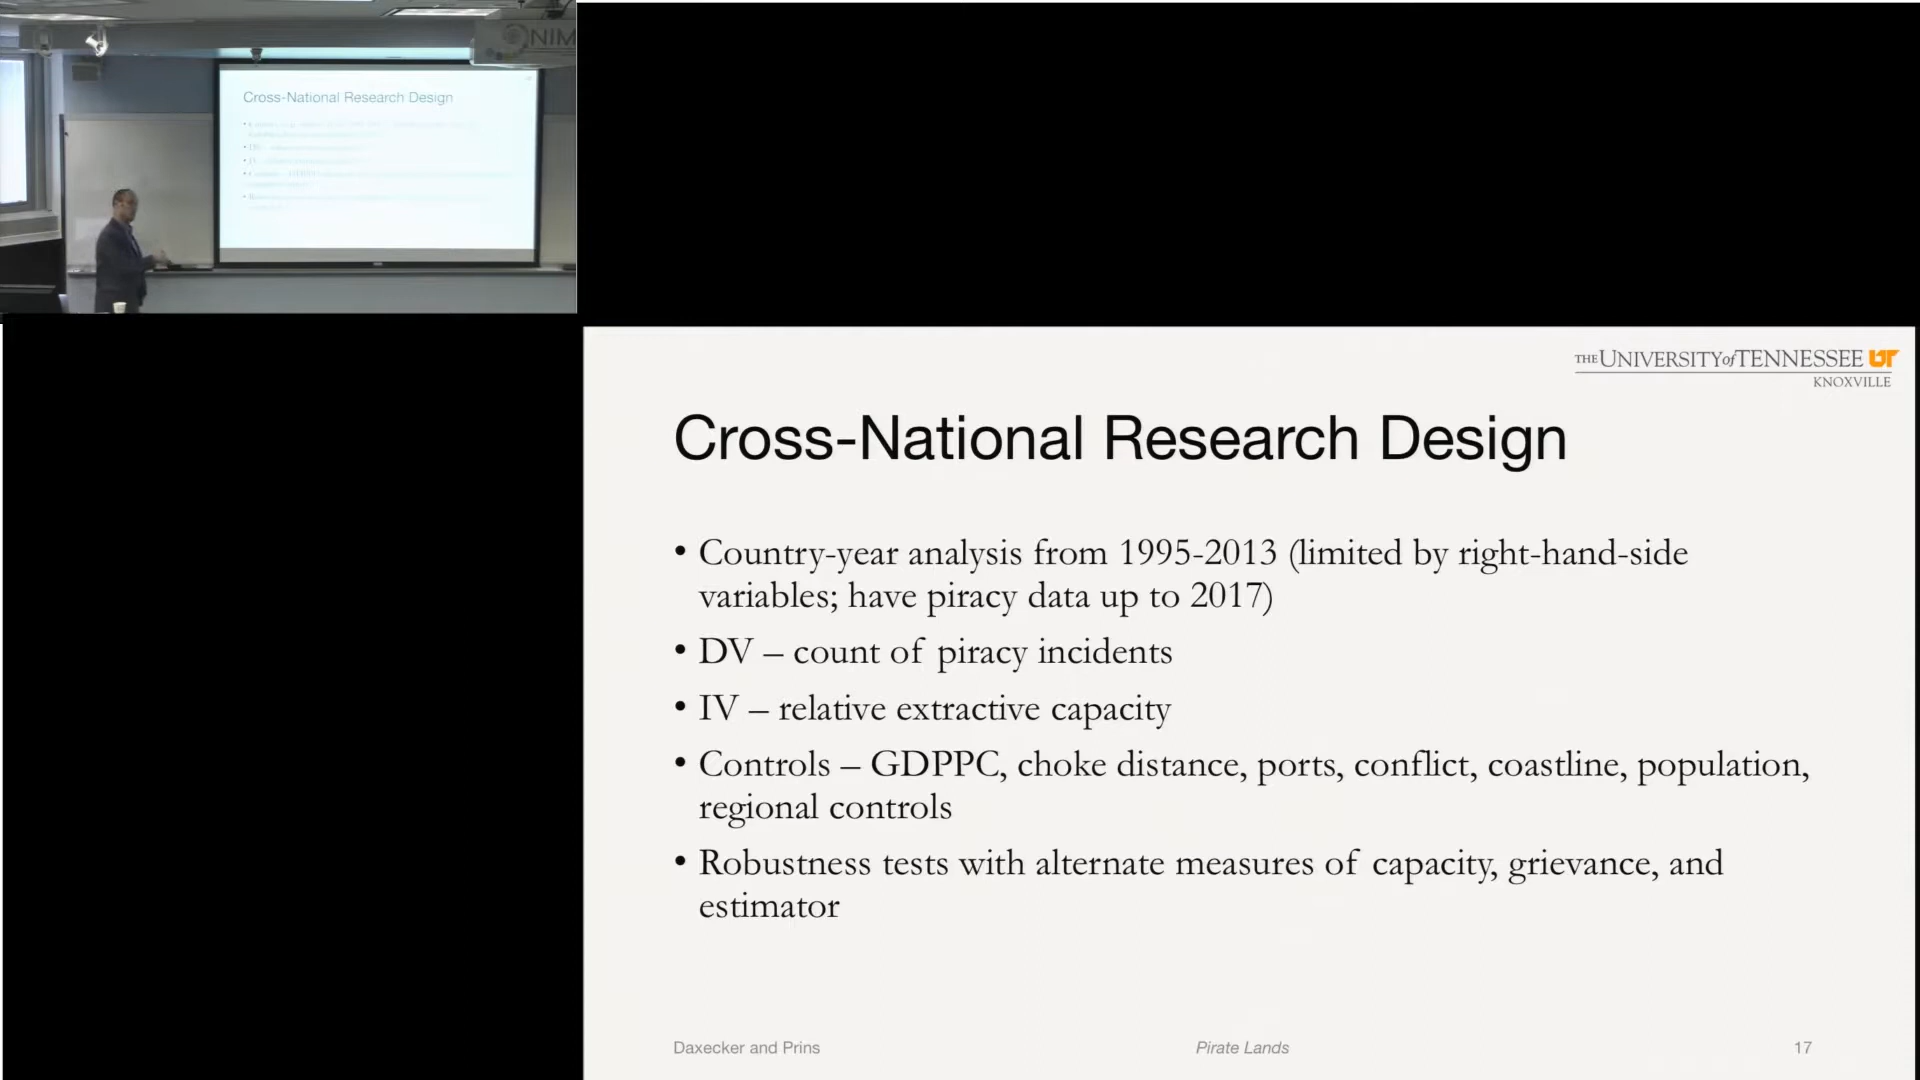 NIM
Cross-National Research Design
THE UNIVERSITY of TENNESSEE UT
KNOXVILLE
Cross-National Research Design
• Country-year analysis from 1995-2013 (limited by right-hand-side
variables; have piracy data up to 2017)
• DV – count of piracy incidents
• IV – relative extractive capacity
• Controls – GDPPC, choke distance, ports, conflict, coastline, population,
regional controls
• Robustness tests with alternate measures of capacity, grievance, and
estimator
Daxecker and Prins
Pirate Lands
17